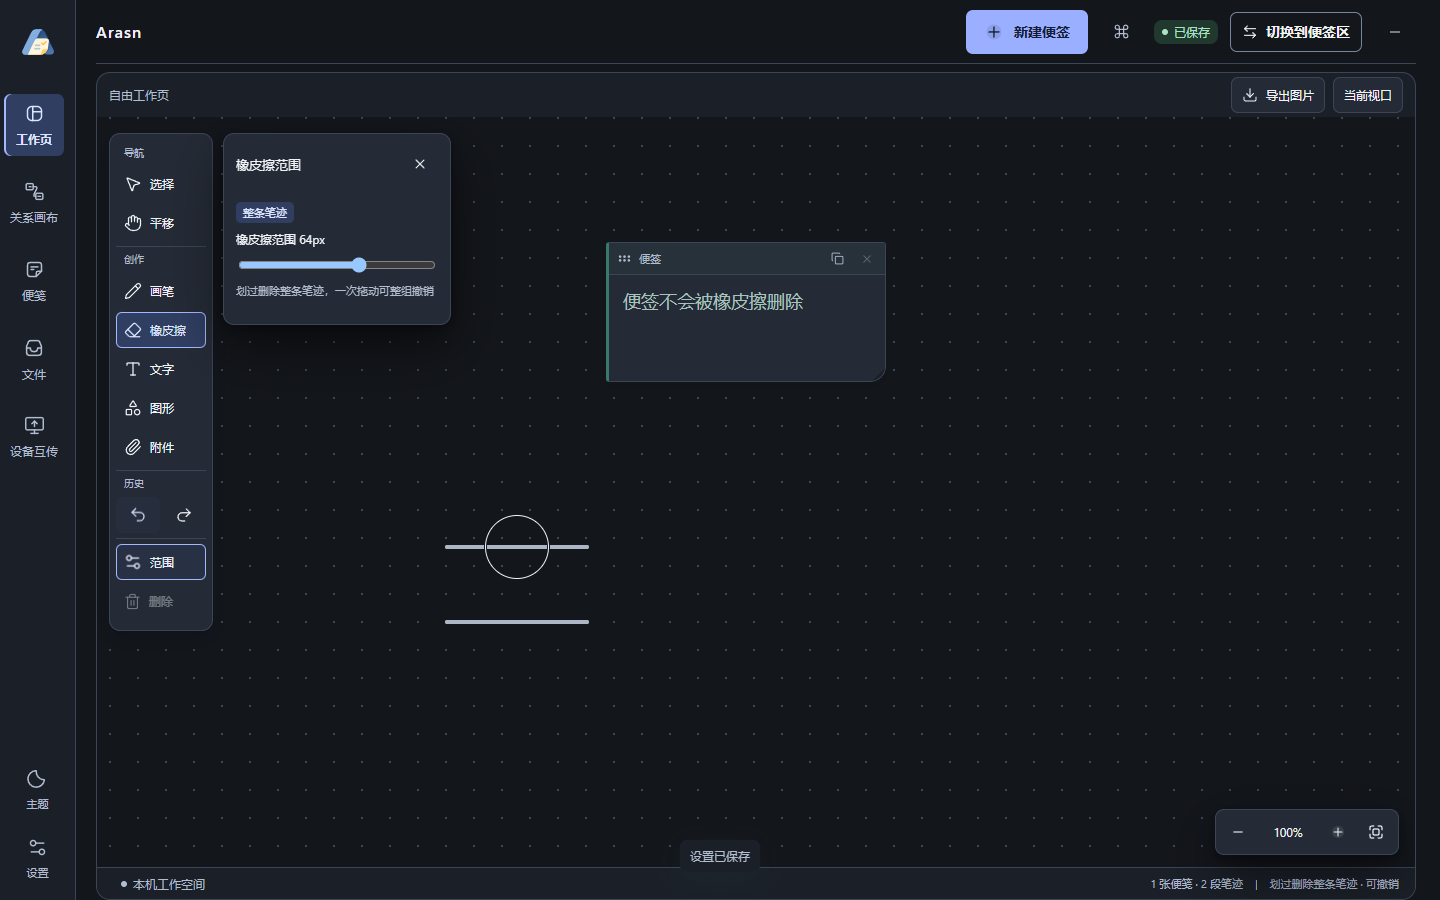 Arasn
新建便签
已保存
切换到便签区
工作页
关系画布
便笺
文件
设备互传
主题
设置
自由工作页
导出图片
当前视口
导航
选择
平移
创作
画笔
橡皮擦
文字
图形
附件
历史
范围
删除
橡皮擦范围
整条笔迹
橡皮擦范围 64px
划过删除整条笔迹，一次拖动可整组撤销
便签
便签不会被橡皮擦删除
100%
设置已保存
本机工作空间
1 张便笺 · 2 段笔迹 | 划过删除整条笔迹 · 可撤销